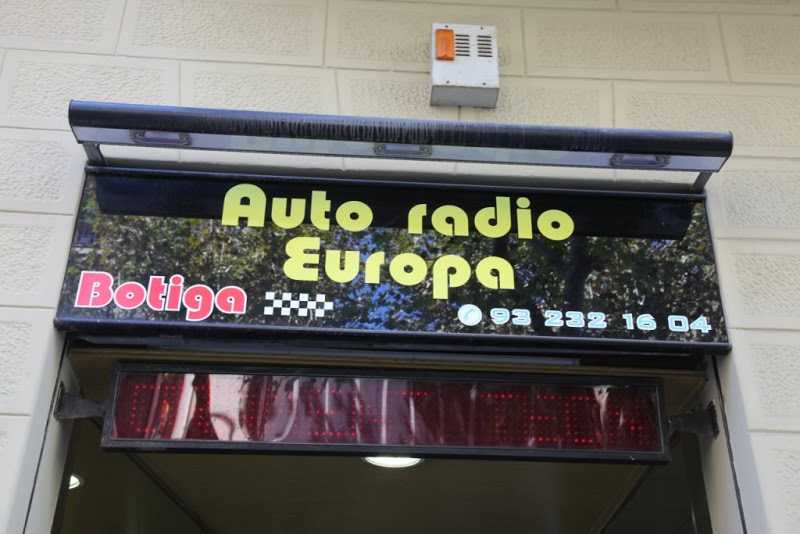 Auto radio
Europa
Botiga
93 232 16 04